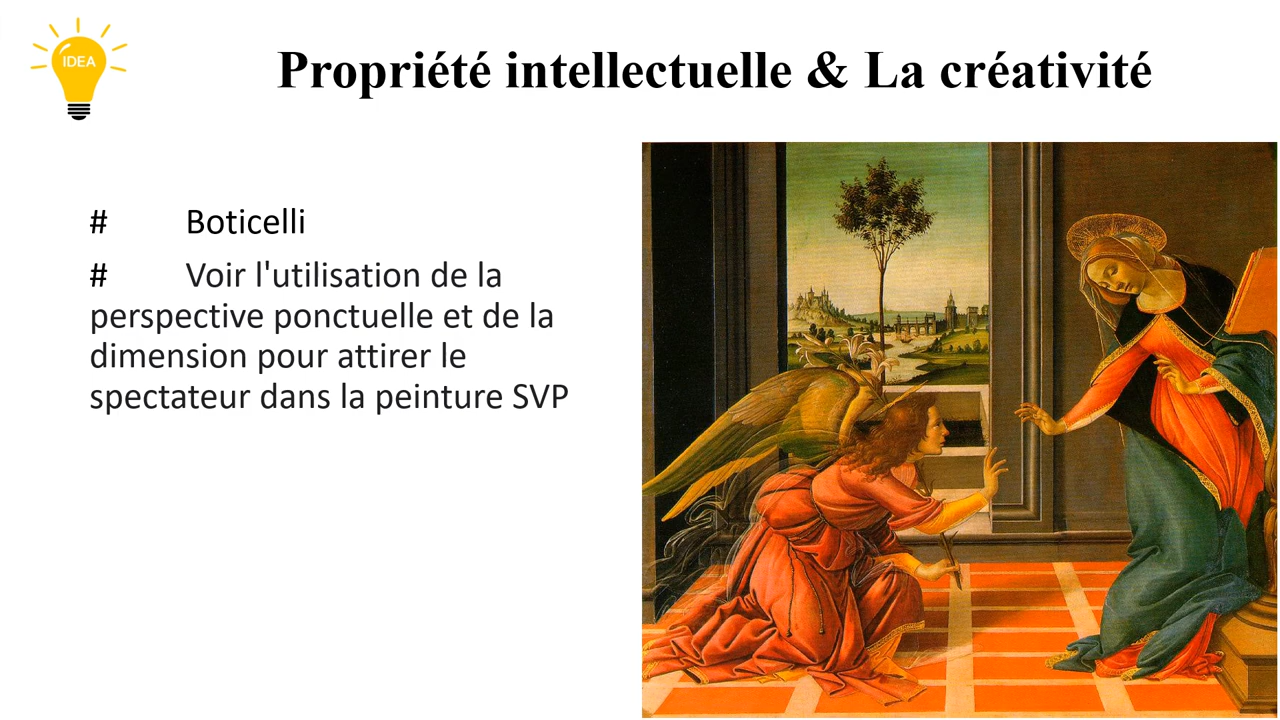 IDEA
Propriété intellectuelle & La créativité
# Boticelli
# Voir l'utilisation de la
perspective ponctuelle et de la
dimension pour attirer le
spectateur dans la peinture SVP